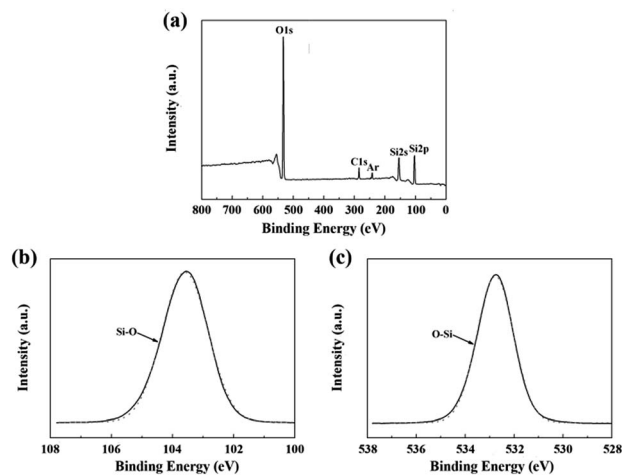 (a)
O1s
C1s
Ar
Si2s
Si2p
Intensity (a.u.)
800 700 600 500 400 300 200 100 0
Binding Energy (eV)
(b)
Si-O
Intensity (a.u.)
108 106 104 102 100
Binding Energy (eV)
(c)
O-Si
Intensity (a.u.)
538 536 534 532 530 528
Binding Energy (eV)